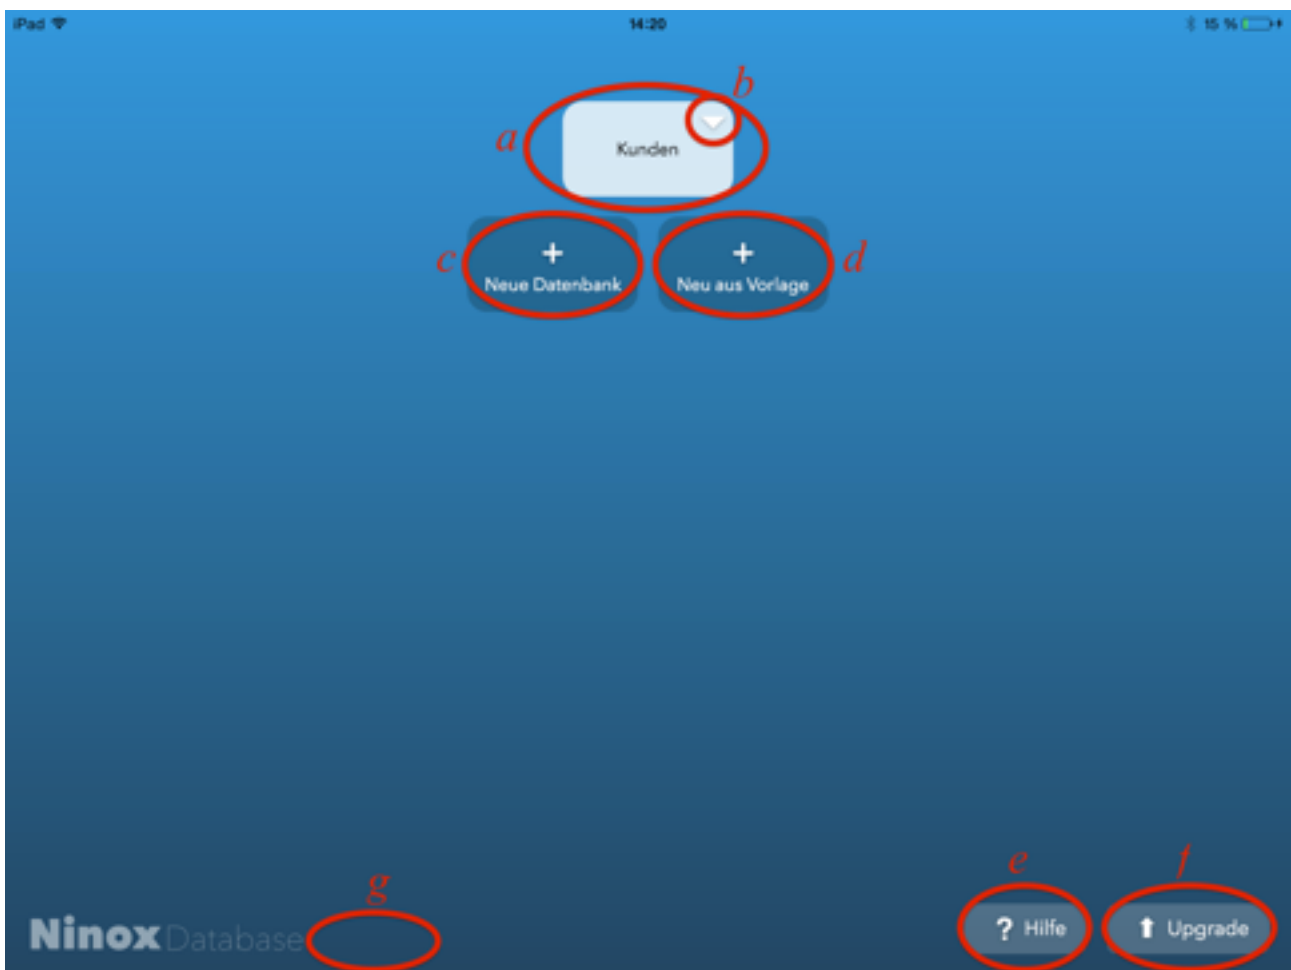 iPad 14:20 15 %
b
a
Kunden
c + + d
Neue Datenbank Neu aus Vorlage
g e f
Ninox Database ? Hilfe Upgrade